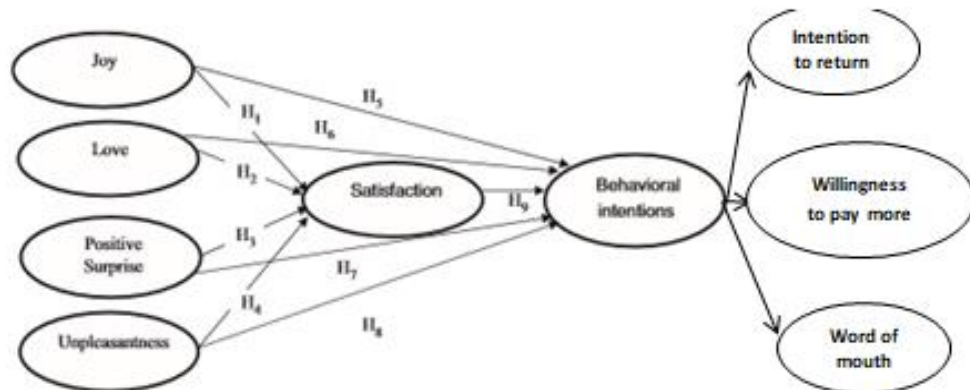 Joy
Love
Positive
Surprise
Unpleasantness
H1
H2
H3
H4
H5
H6
H7
H8
Satisfaction
H9
Behavioral
intentions
Intention
to return
Willingness
to pay more
Word of
mouth